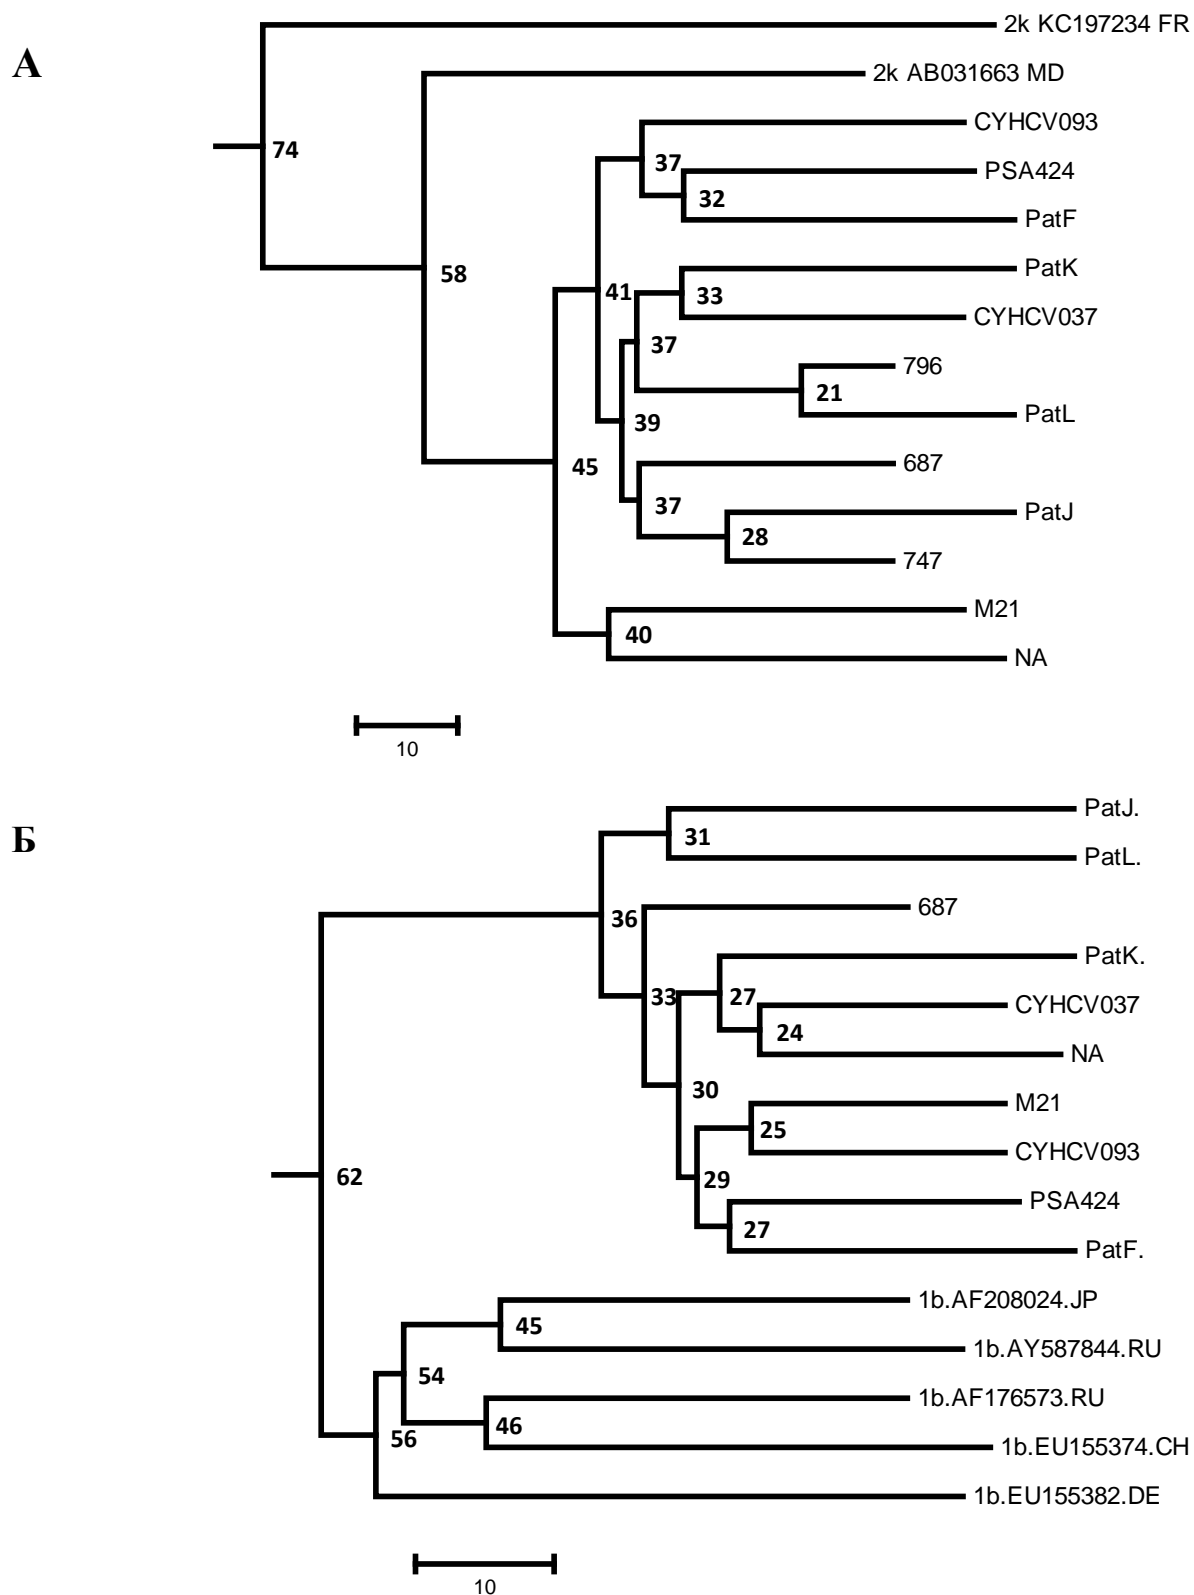 А
2k KC197234 FR
2k AB031663 MD
CYHCV093
74
37
PSA424
32
PatF
58
PatK
41
33
CYHCV037
37
796
21
PatL
39
45
687
37
PatJ
28
747
M21
40
NA
10
Б
PatJ.
31
PatL.
36
687
33
PatK.
27
CYHCV037
24
NA
30
M21
25
CYHCV093
62
29
PSA424
27
PatF.
1b.AF208024.JP
45
1b.AY587844.RU
54
1b.AF176573.RU
46
56
1b.EU155374.CH
1b.EU155382.DE
10